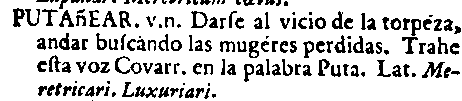 PUTAñEAR. v.n. Darſe al vicio de la torpéza,
andar buſcando las mugéres perdidas. Trahe
eſta voz Covarr. en la palabra Puta. Lat. Me-
retricari. Luxuriari.